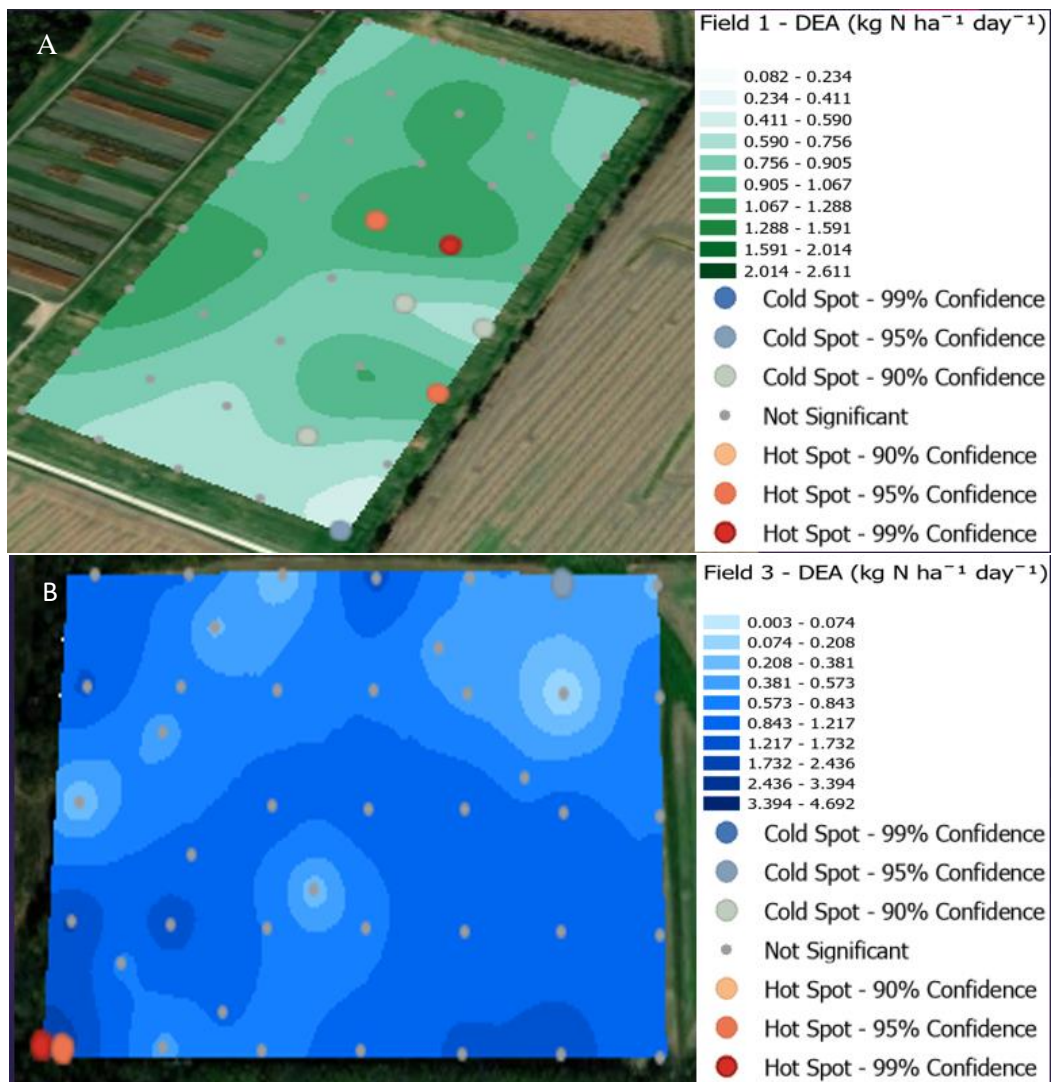 A
Field 1 - DEA (kg N ha⁻¹ day⁻¹)
0.082 - 0.234
0.234 - 0.411
0.411 - 0.590
0.590 - 0.756
0.756 - 0.905
0.905 - 1.067
1.067 - 1.288
1.288 - 1.591
1.591 - 2.014
2.014 - 2.611
Cold Spot - 99% Confidence
Cold Spot - 95% Confidence
Cold Spot - 90% Confidence
Not Significant
Hot Spot - 90% Confidence
Hot Spot - 95% Confidence
Hot Spot - 99% Confidence
B
Field 3 - DEA (kg N ha⁻¹ day⁻¹)
0.003 - 0.074
0.074 - 0.208
0.208 - 0.381
0.381 - 0.573
0.573 - 0.843
0.843 - 1.217
1.217 - 1.732
1.732 - 2.436
2.436 - 3.394
3.394 - 4.692
Cold Spot - 99% Confidence
Cold Spot - 95% Confidence
Cold Spot - 90% Confidence
Not Significant
Hot Spot - 90% Confidence
Hot Spot - 95% Confidence
Hot Spot - 99% Confidence